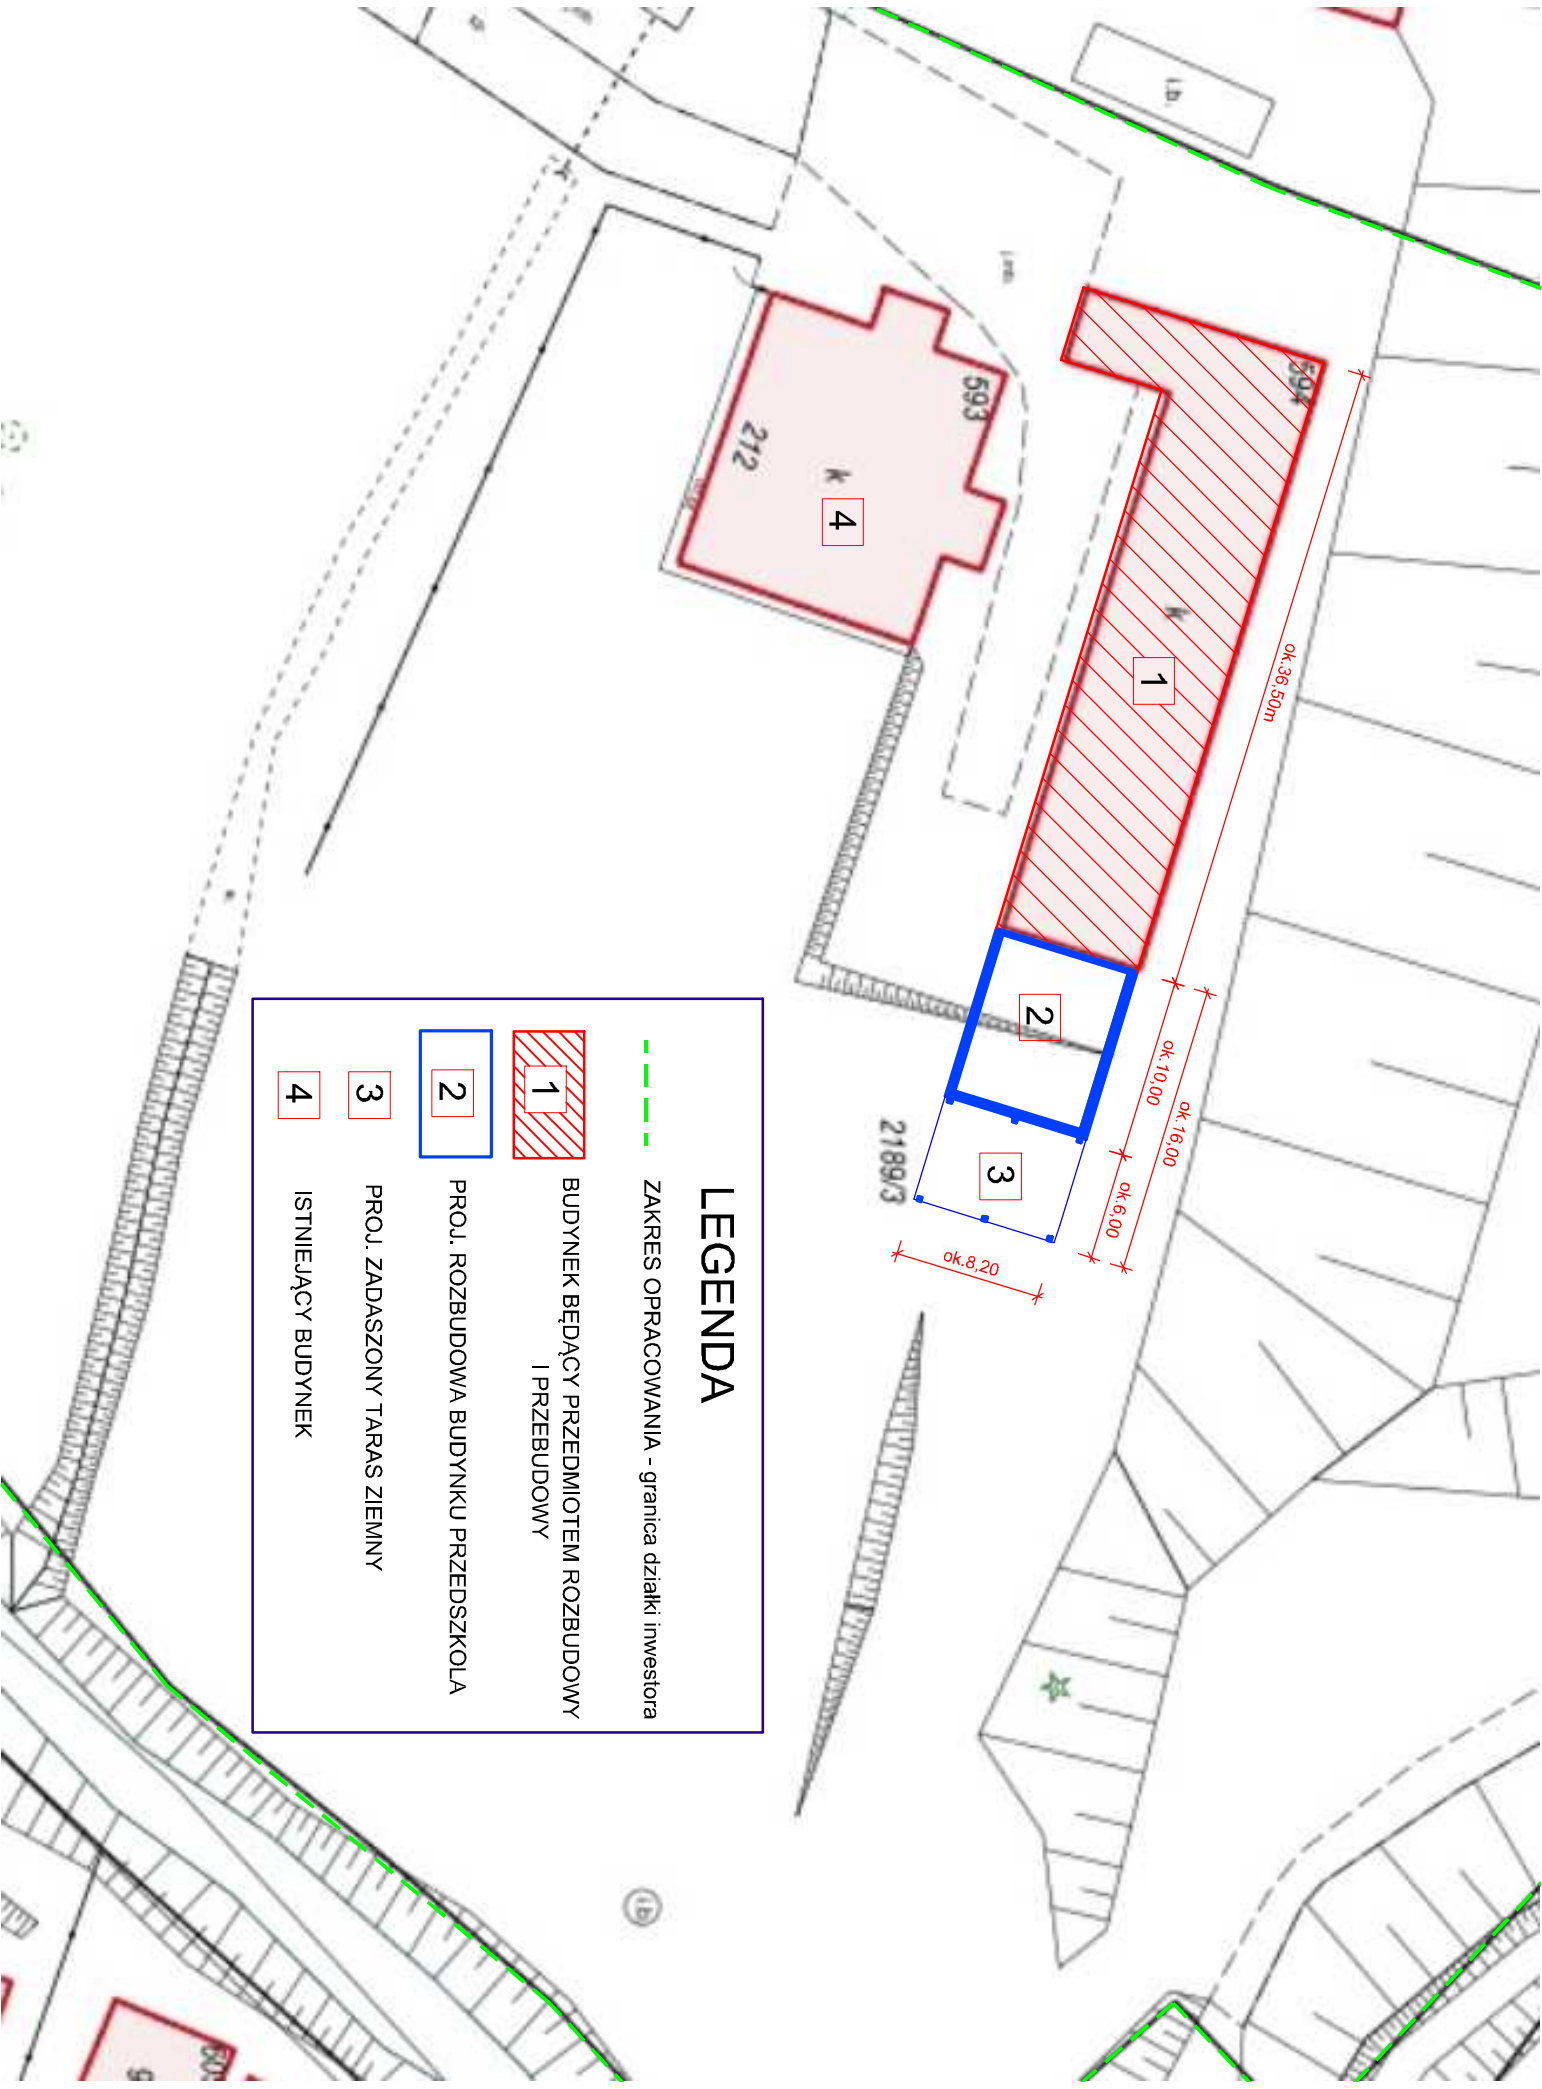 i.b.
594
k
1
ok.36,50m
593
k
4
212
2
ok.10,00
ok.16,00
3
ok.6,00
ok.8,20
2189/3
LEGENDA
ZAKRES OPRACOWANIA - granica działki inwestora
1
BUDYNEK BĘDĄCY PRZEDMIOTEM ROZBUDOWY
I PRZEBUDOWY
2
PROJ. ROZBUDOWA BUDYNKU PRZEDSZKOLA
3
PROJ. ZADASZONY TARAS ZIEMNY
4
ISTNIEJĄCY BUDYNEK